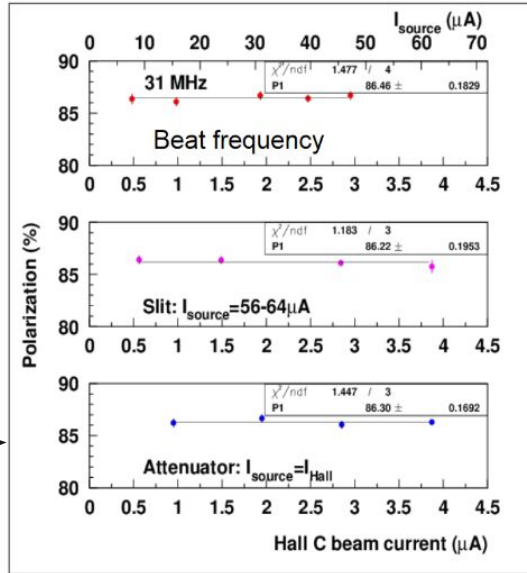 I_source (μA)
0 10 20 30 40 50 60 70
90
85
80
31 MHz
χ²/ndf 1.477 / 4
P1 86.46 ± 0.1829
Beat frequency
0 0.5 1 1.5 2 2.5 3 3.5 4 4.5
Polarization (%)
90
85
80
χ²/ndf 1.183 / 3
P1 86.22 ± 0.1953
Slit: I_source=56-64μA
0 0.5 1 1.5 2 2.5 3 3.5 4 4.5
90
85
80
χ²/ndf 1.447 / 3
P1 86.30 ± 0.1692
Attenuator: I_source=I_Hall
0 0.5 1 1.5 2 2.5 3 3.5 4 4.5
Hall C beam current (μA)